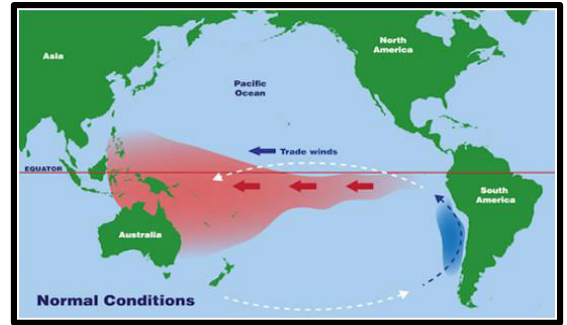 North
America
Asia
Pacific
Ocean
Trade winds
EQUATOR
South
America
Australia
Normal Conditions